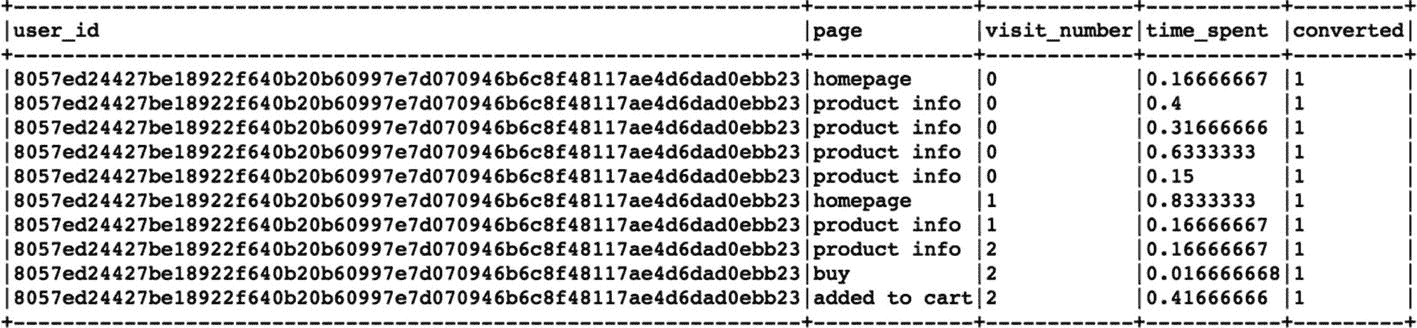 +----------------------------------------------------------------+-------------+------------+-----------+---------+
|user_id                                                         |page         |visit_number|time_spent |converted|
+----------------------------------------------------------------+-------------+------------+-----------+---------+
|8057ed24427be18922f640b20b60997e7d070946b6c8f48117ae4d6dad0ebb23|homepage     |0           |0.16666667 |1        |
|8057ed24427be18922f640b20b60997e7d070946b6c8f48117ae4d6dad0ebb23|product info |0           |0.4        |1        |
|8057ed24427be18922f640b20b60997e7d070946b6c8f48117ae4d6dad0ebb23|product info |0           |0.31666666 |1        |
|8057ed24427be18922f640b20b60997e7d070946b6c8f48117ae4d6dad0ebb23|product info |0           |0.6333333  |1        |
|8057ed24427be18922f640b20b60997e7d070946b6c8f48117ae4d6dad0ebb23|product info |0           |0.15       |1        |
|8057ed24427be18922f640b20b60997e7d070946b6c8f48117ae4d6dad0ebb23|homepage     |1           |0.8333333  |1        |
|8057ed24427be18922f640b20b60997e7d070946b6c8f48117ae4d6dad0ebb23|product info |1           |0.16666667 |1        |
|8057ed24427be18922f640b20b60997e7d070946b6c8f48117ae4d6dad0ebb23|product info |2           |0.16666667 |1        |
|8057ed24427be18922f640b20b60997e7d070946b6c8f48117ae4d6dad0ebb23|buy          |2           |0.016666668|1        |
|8057ed24427be18922f640b20b60997e7d070946b6c8f48117ae4d6dad0ebb23|added to cart|2           |0.41666666 |1        |
+----------------------------------------------------------------+-------------+------------+-----------+---------+